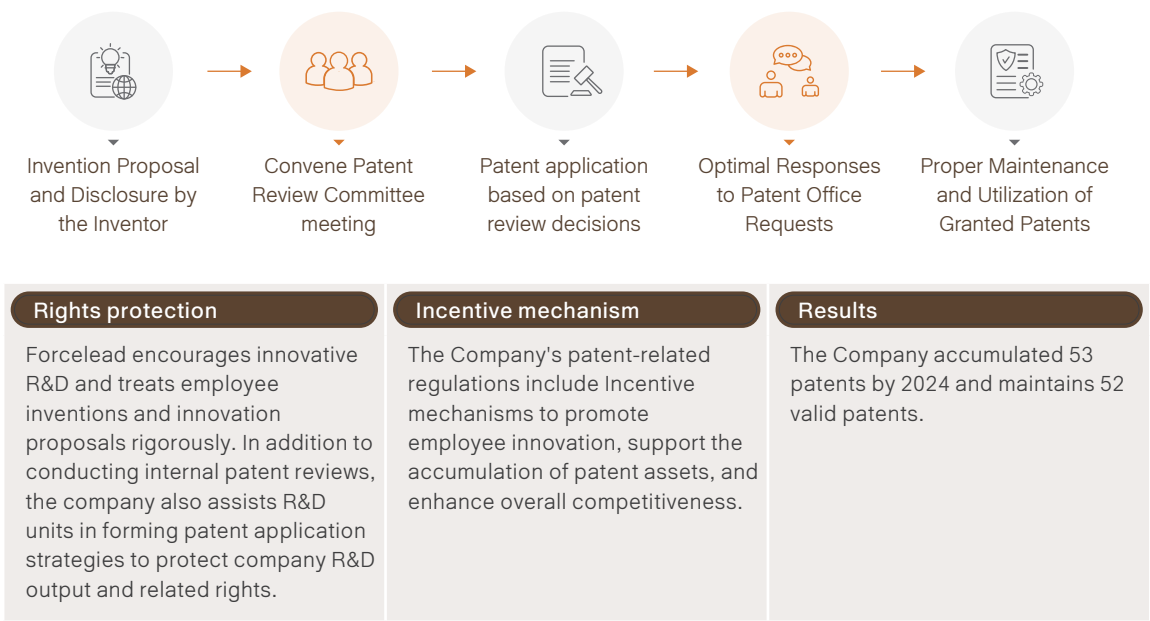 Invention Proposal
and Disclosure by
the Inventor
Convene Patent
Review Committee
meeting
Patent application
based on patent
review decisions
Optimal Responses
to Patent Office
Requests
Proper Maintenance
and Utilization of
Granted Patents
Rights protection
Forcelead encourages innovative
R&D and treats employee
inventions and innovation
proposals rigorously. In addition to
conducting internal patent reviews,
the company also assists R&D
units in forming patent application
strategies to protect company R&D
output and related rights.
Incentive mechanism
The Company's patent-related
regulations include Incentive
mechanisms to promote
employee innovation, support the
accumulation of patent assets, and
enhance overall competitiveness.
Results
The Company accumulated 53
patents by 2024 and maintains 52
valid patents.